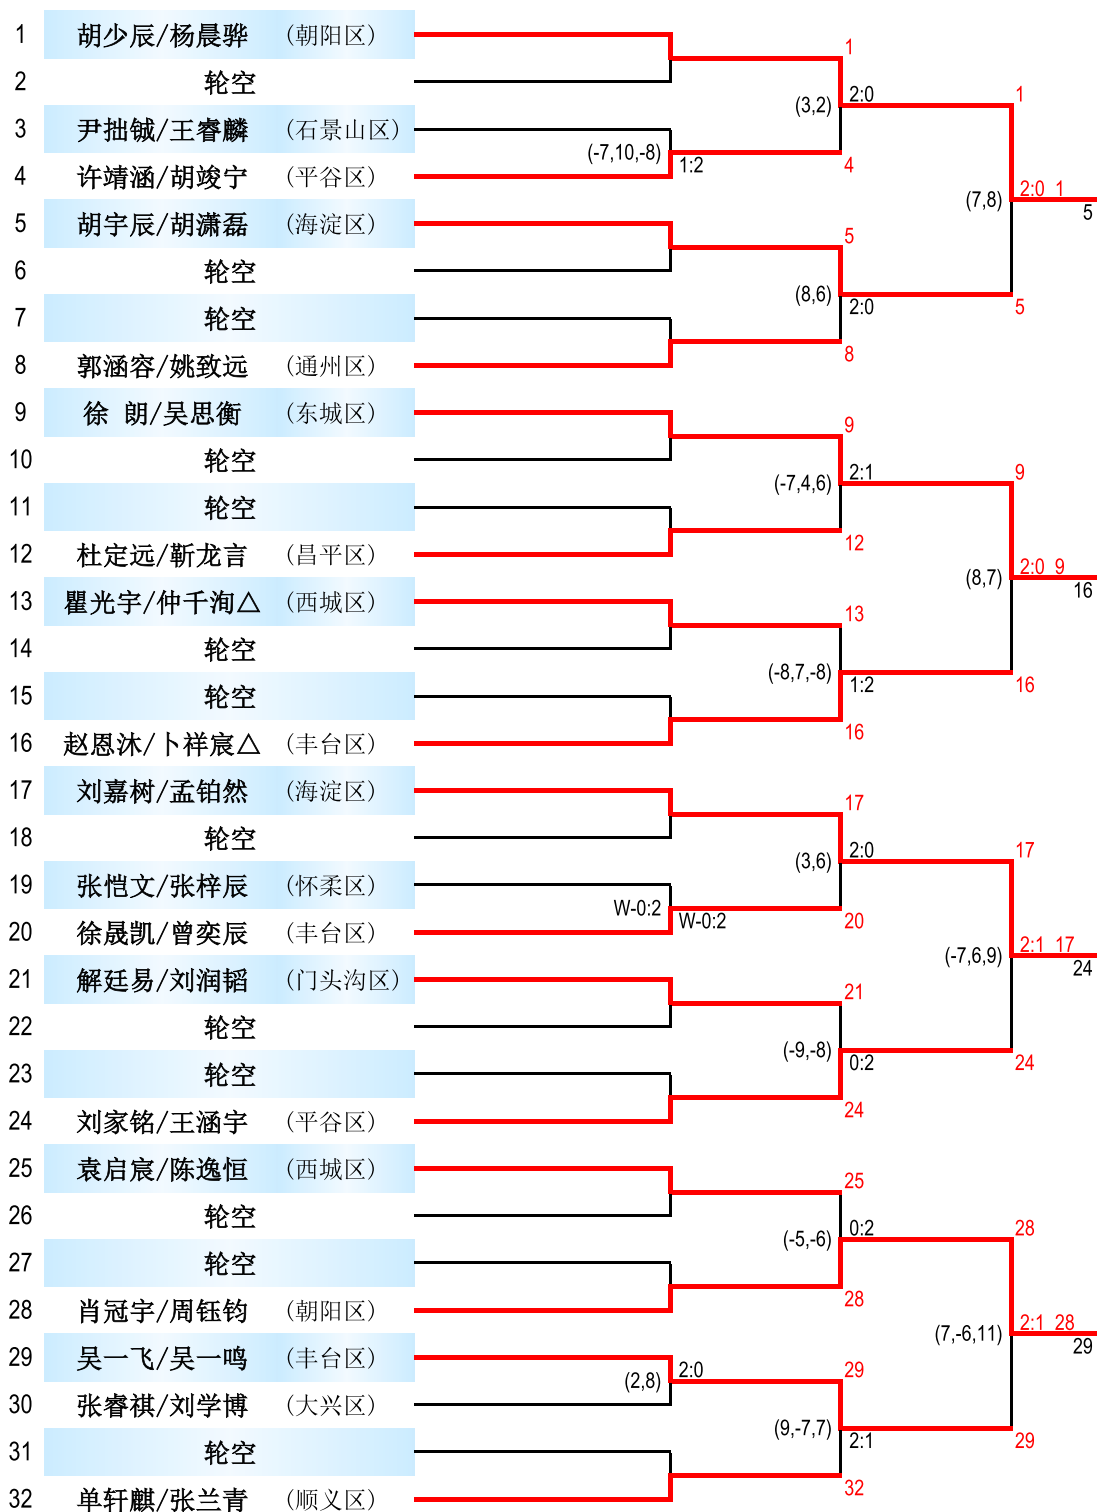 1 胡少辰/杨晨骅 (朝阳区)
1
2 轮空
2:0
1
(3,2)
3 尹拙铖/王睿麟 (石景山区)
(-7,10,-8)
1:2
4
4 许靖涵/胡竣宁 (平谷区)
2:0 1
(7,8)
5
5 胡宇辰/胡潇磊 (海淀区)
5
6 轮空
(8,6)
2:0
5
7 轮空
8
8 郭涵容/姚致远 (通州区)
9 徐 朗/吴思衡 (东城区)
9
10 轮空
2:1
9
(-7,4,6)
11 轮空
12
12 杜定远/靳龙言 (昌平区)
2:0 9
(8,7)
16
13 瞿光宇/仲千洵△ (西城区)
13
14 轮空
(-8,7,-8)
1:2
16
15 轮空
16
16 赵恩沐/卜祥宸△ (丰台区)
17 刘嘉树/孟铂然 (海淀区)
17
18 轮空
2:0
17
(3,6)
19 张恺文/张梓辰 (怀柔区)
W-0:2
W-0:2
20
20 徐晟凯/曾奕辰 (丰台区)
2:1 17
(-7,6,9)
24
21 解廷易/刘润韬 (门头沟区)
21
22 轮空
(-9,-8)
0:2
24
23 轮空
24
24 刘家铭/王涵宇 (平谷区)
25 袁启宸/陈逸恒 (西城区)
25
26 轮空
0:2
28
(-5,-6)
27 轮空
28
28 肖冠宇/周钰钧 (朝阳区)
2:1 28
(7,-6,11)
29
29 吴一飞/吴一鸣 (丰台区)
2:0
29
(2,8)
30 张睿祺/刘学博 (大兴区)
(9,-7,7)
2:1
29
31 轮空
32
32 单轩麒/张兰青 (顺义区)